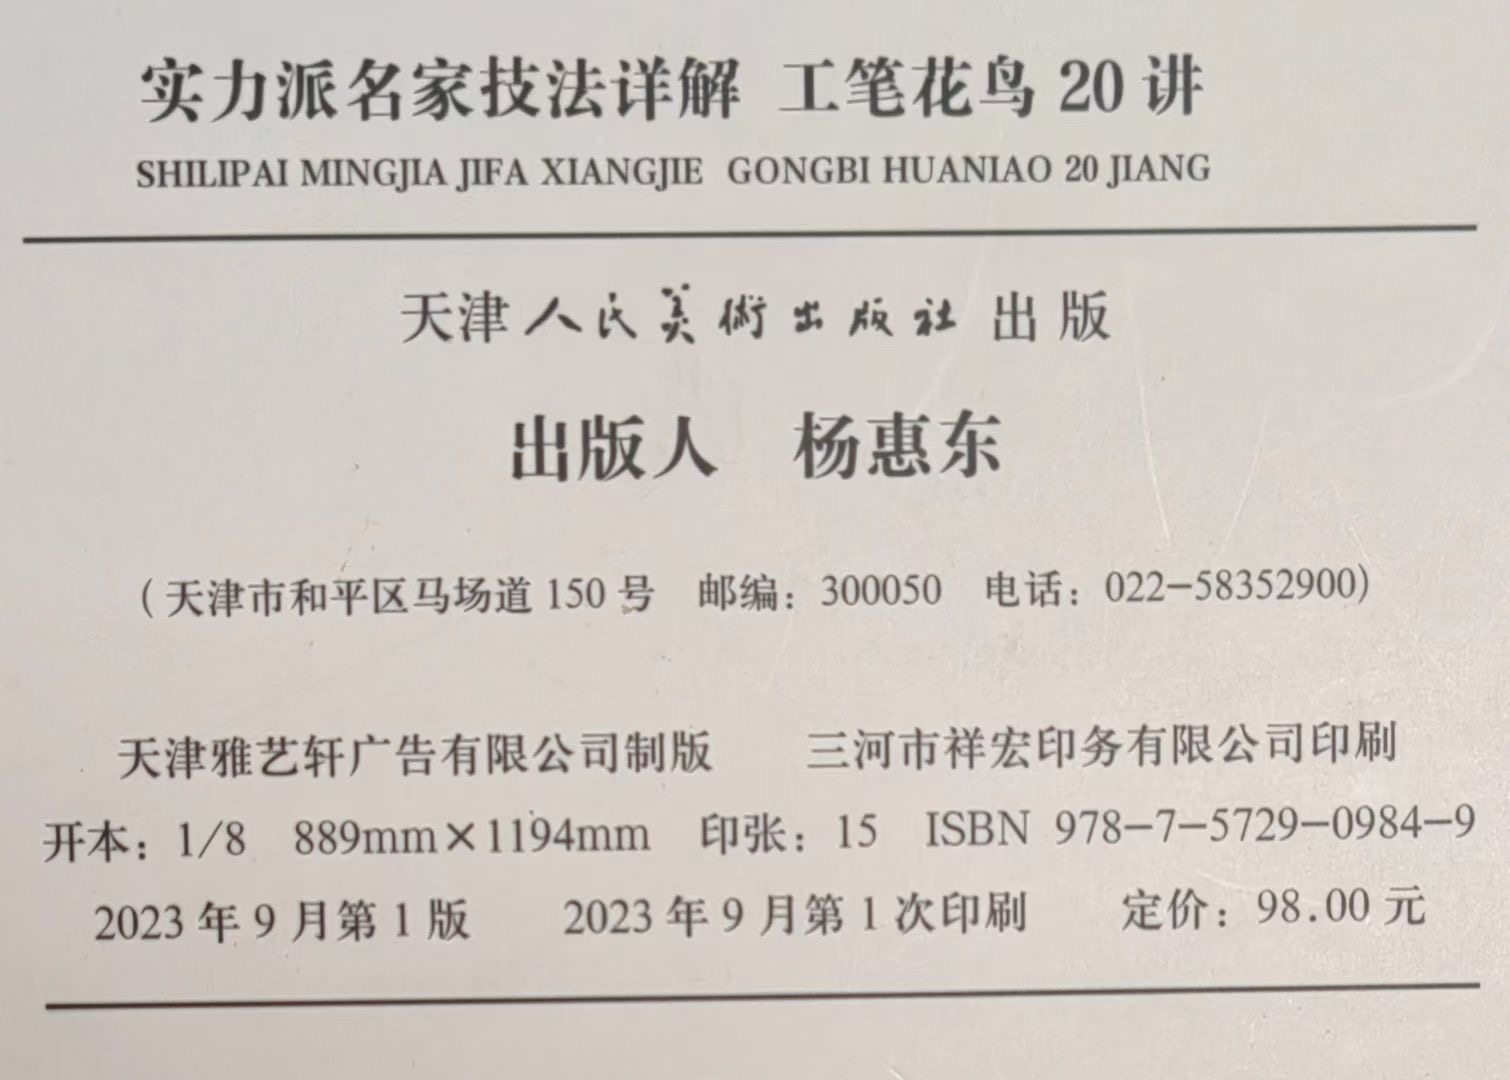 实力派名家技法详解 工笔花鸟 20 讲
SHILIPAI MINGJIA JIFA XIANGJIE GONGBI HUANIAO 20 JIANG
天津人民美術出版社 出版
出版人 杨惠东
（天津市和平区马场道 150 号 邮编：300050 电话：022-58352900)
天津雅艺轩广告有限公司制版 三河市祥宏印务有限公司印刷
开本：1/8 889mm×1194mm 印张：15 ISBN 978-7-5729-0984-9
2023 年 9 月第 1 版 2023 年 9 月第 1 次印刷 定价：98.00 元